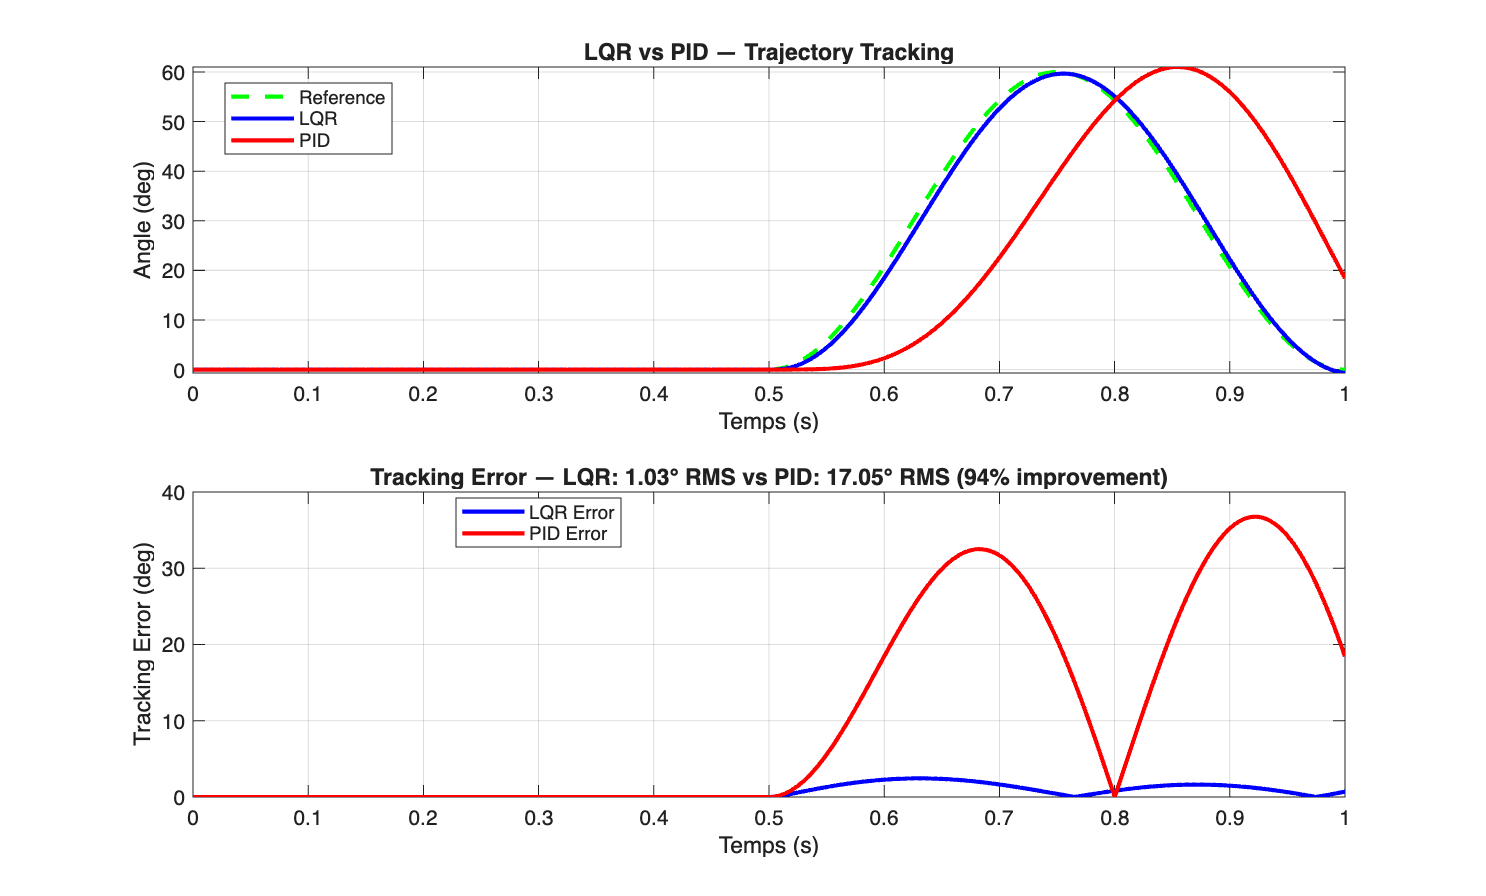 LQR vs PID — Trajectory Tracking
Angle (deg)
60
50
40
30
20
10
0
Reference
LQR
PID
0 0.1 0.2 0.3 0.4 0.5 0.6 0.7 0.8 0.9 1
Temps (s)
Tracking Error — LQR: 1.03° RMS vs PID: 17.05° RMS (94% improvement)
Tracking Error (deg)
40
30
20
10
0
LQR Error
PID Error
0 0.1 0.2 0.3 0.4 0.5 0.6 0.7 0.8 0.9 1
Temps (s)